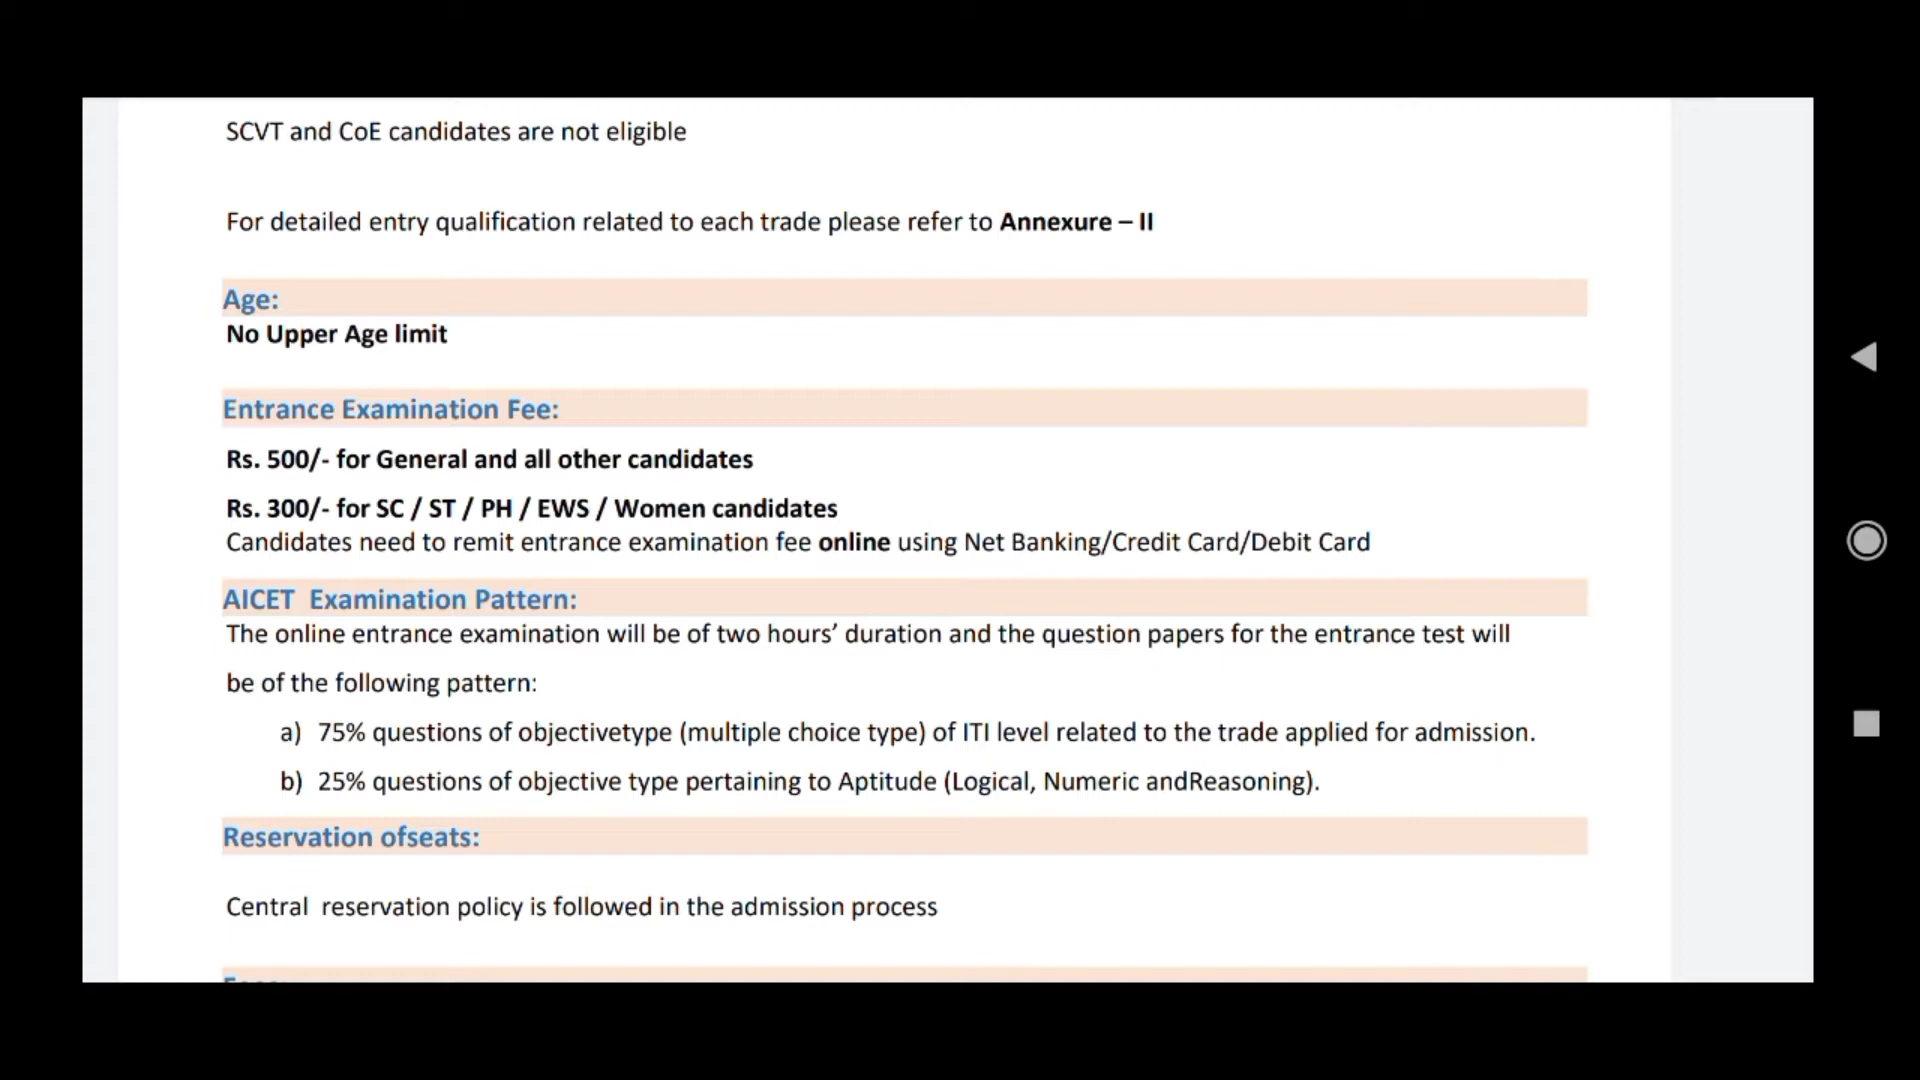 SCVT and CoE candidates are not eligible
For detailed entry qualification related to each trade please refer to Annexure – II
Age:
No Upper Age limit
Entrance Examination Fee:
Rs. 500/- for General and all other candidates
Rs. 300/- for SC / ST / PH / EWS / Women candidates
Candidates need to remit entrance examination fee online using Net Banking/Credit Card/Debit Card
AICET  Examination Pattern:
The online entrance examination will be of two hours’ duration and the question papers for the entrance test will
be of the following pattern:
a) 75% questions of objectivetype (multiple choice type) of ITI level related to the trade applied for admission.
b) 25% questions of objective type pertaining to Aptitude (Logical, Numeric andReasoning).
Reservation ofseats:
Central  reservation policy is followed in the admission process